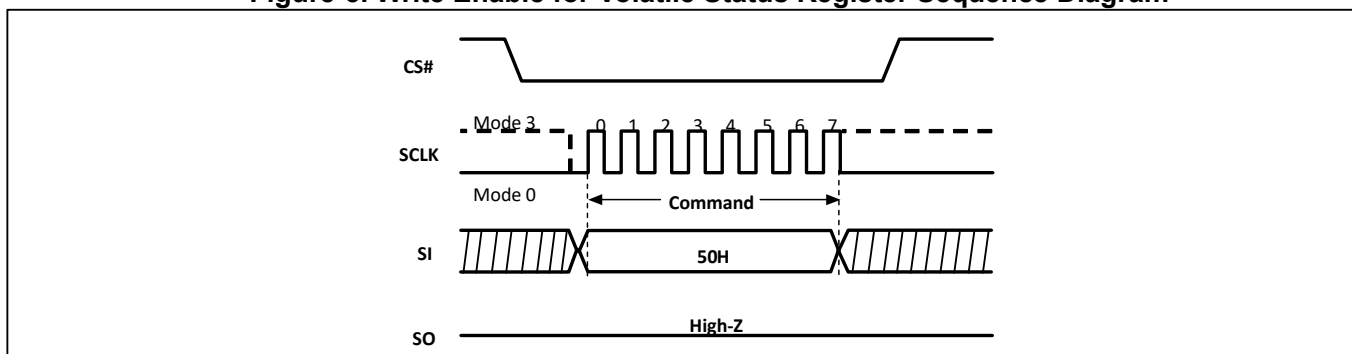 Figure 6. Write Enable for Volatile Status Register Sequence Diagram
CS#
Mode 3
0 1 2 3 4 5 6 7
SCLK
Mode 0
Command
SI
50H
High-Z
SO